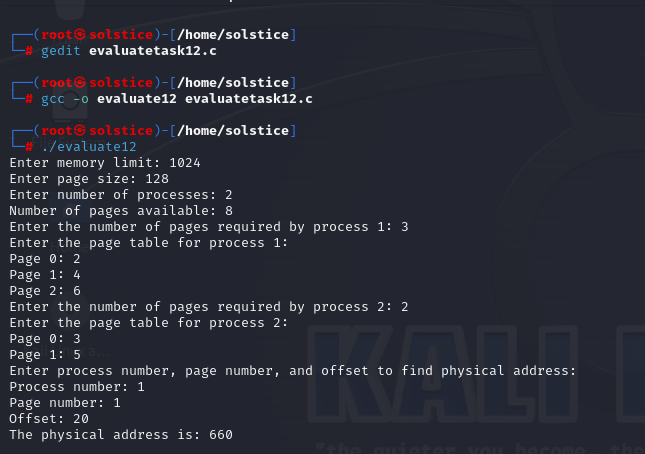 ┌──(root㉿solstice)-[/home/solstice]
└─# gedit evaluatetask12.c
┌──(root㉿solstice)-[/home/solstice]
└─# gcc -o evaluate12 evaluatetask12.c
┌──(root㉿solstice)-[/home/solstice]
└─# ./evaluate12
Enter memory limit: 1024
Enter page size: 128
Enter number of processes: 2
Number of pages available: 8
Enter the number of pages required by process 1: 3
Enter the page table for process 1:
Page 0: 2
Page 1: 4
Page 2: 6
Enter the number of pages required by process 2: 2
Enter the page table for process 2:
Page 0: 3
Page 1: 5
Enter process number, page number, and offset to find physical address:
Process number: 1
Page number: 1
Offset: 20
The physical address is: 660
KALI
"the quieter you become, the